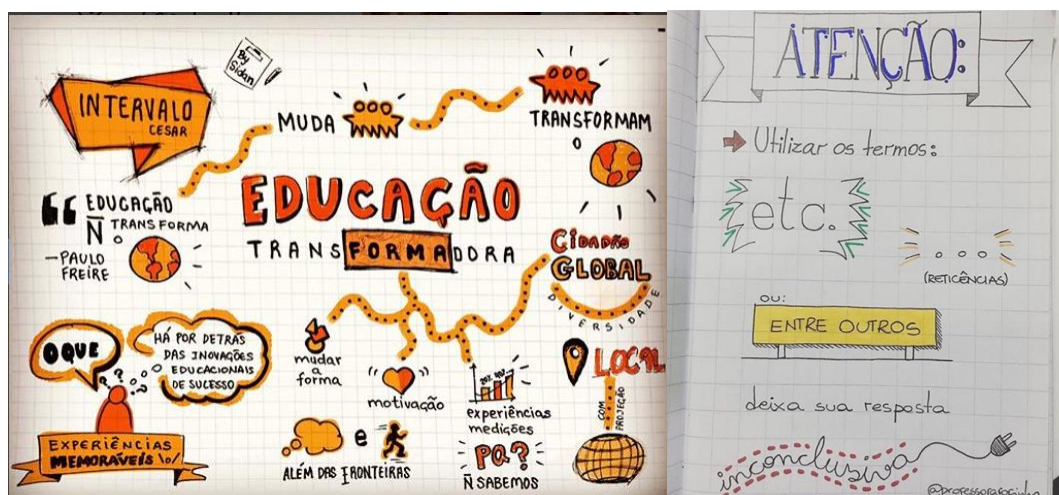 By
Sidan
INTERVALO
CESAR
MUDA
TRANSFORMAM
O
“ EDUCAÇÃO
Ñ TRANSFORMA
O
—PAULO
FREIRE
EDUCAÇÃO
TRANSFORMADORA
CIDADÃO
GLOBAL
DIVERSIDADE
O QUE
HÁ POR DETRÁS
DAS INOVAÇÕES
EDUCACIONAIS
DE SUCESSO
EXPERIÊNCIAS
MEMORÁVEIS \o/
mudar
a
forma
motivação
experiências
medições
LOCAL
COM
PROJEÇÃO
e
ALÉM DAS FRONTEIRAS
PQ?
Ñ SABEMOS
ATENÇÃO:
Utilizar os termos:
etc.
...
(RETICÊNCIAS)
OU:
ENTRE OUTROS
deixa sua resposta
inconclusiva